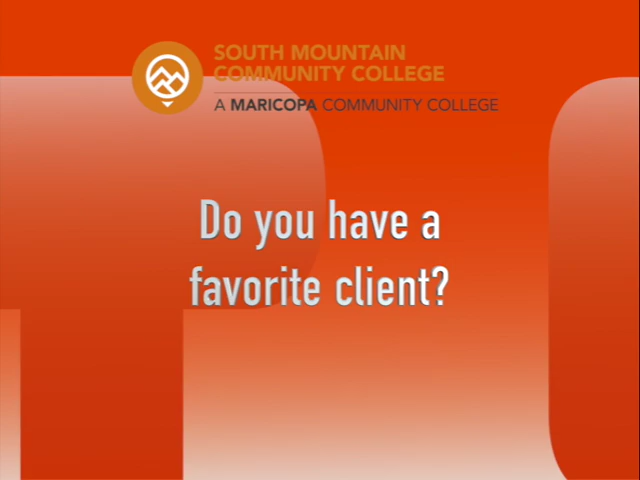 SOUTH MOUNTAIN
COMMUNITY COLLEGE
A MARICOPA COMMUNITY COLLEGE
Do you have a
favorite client?